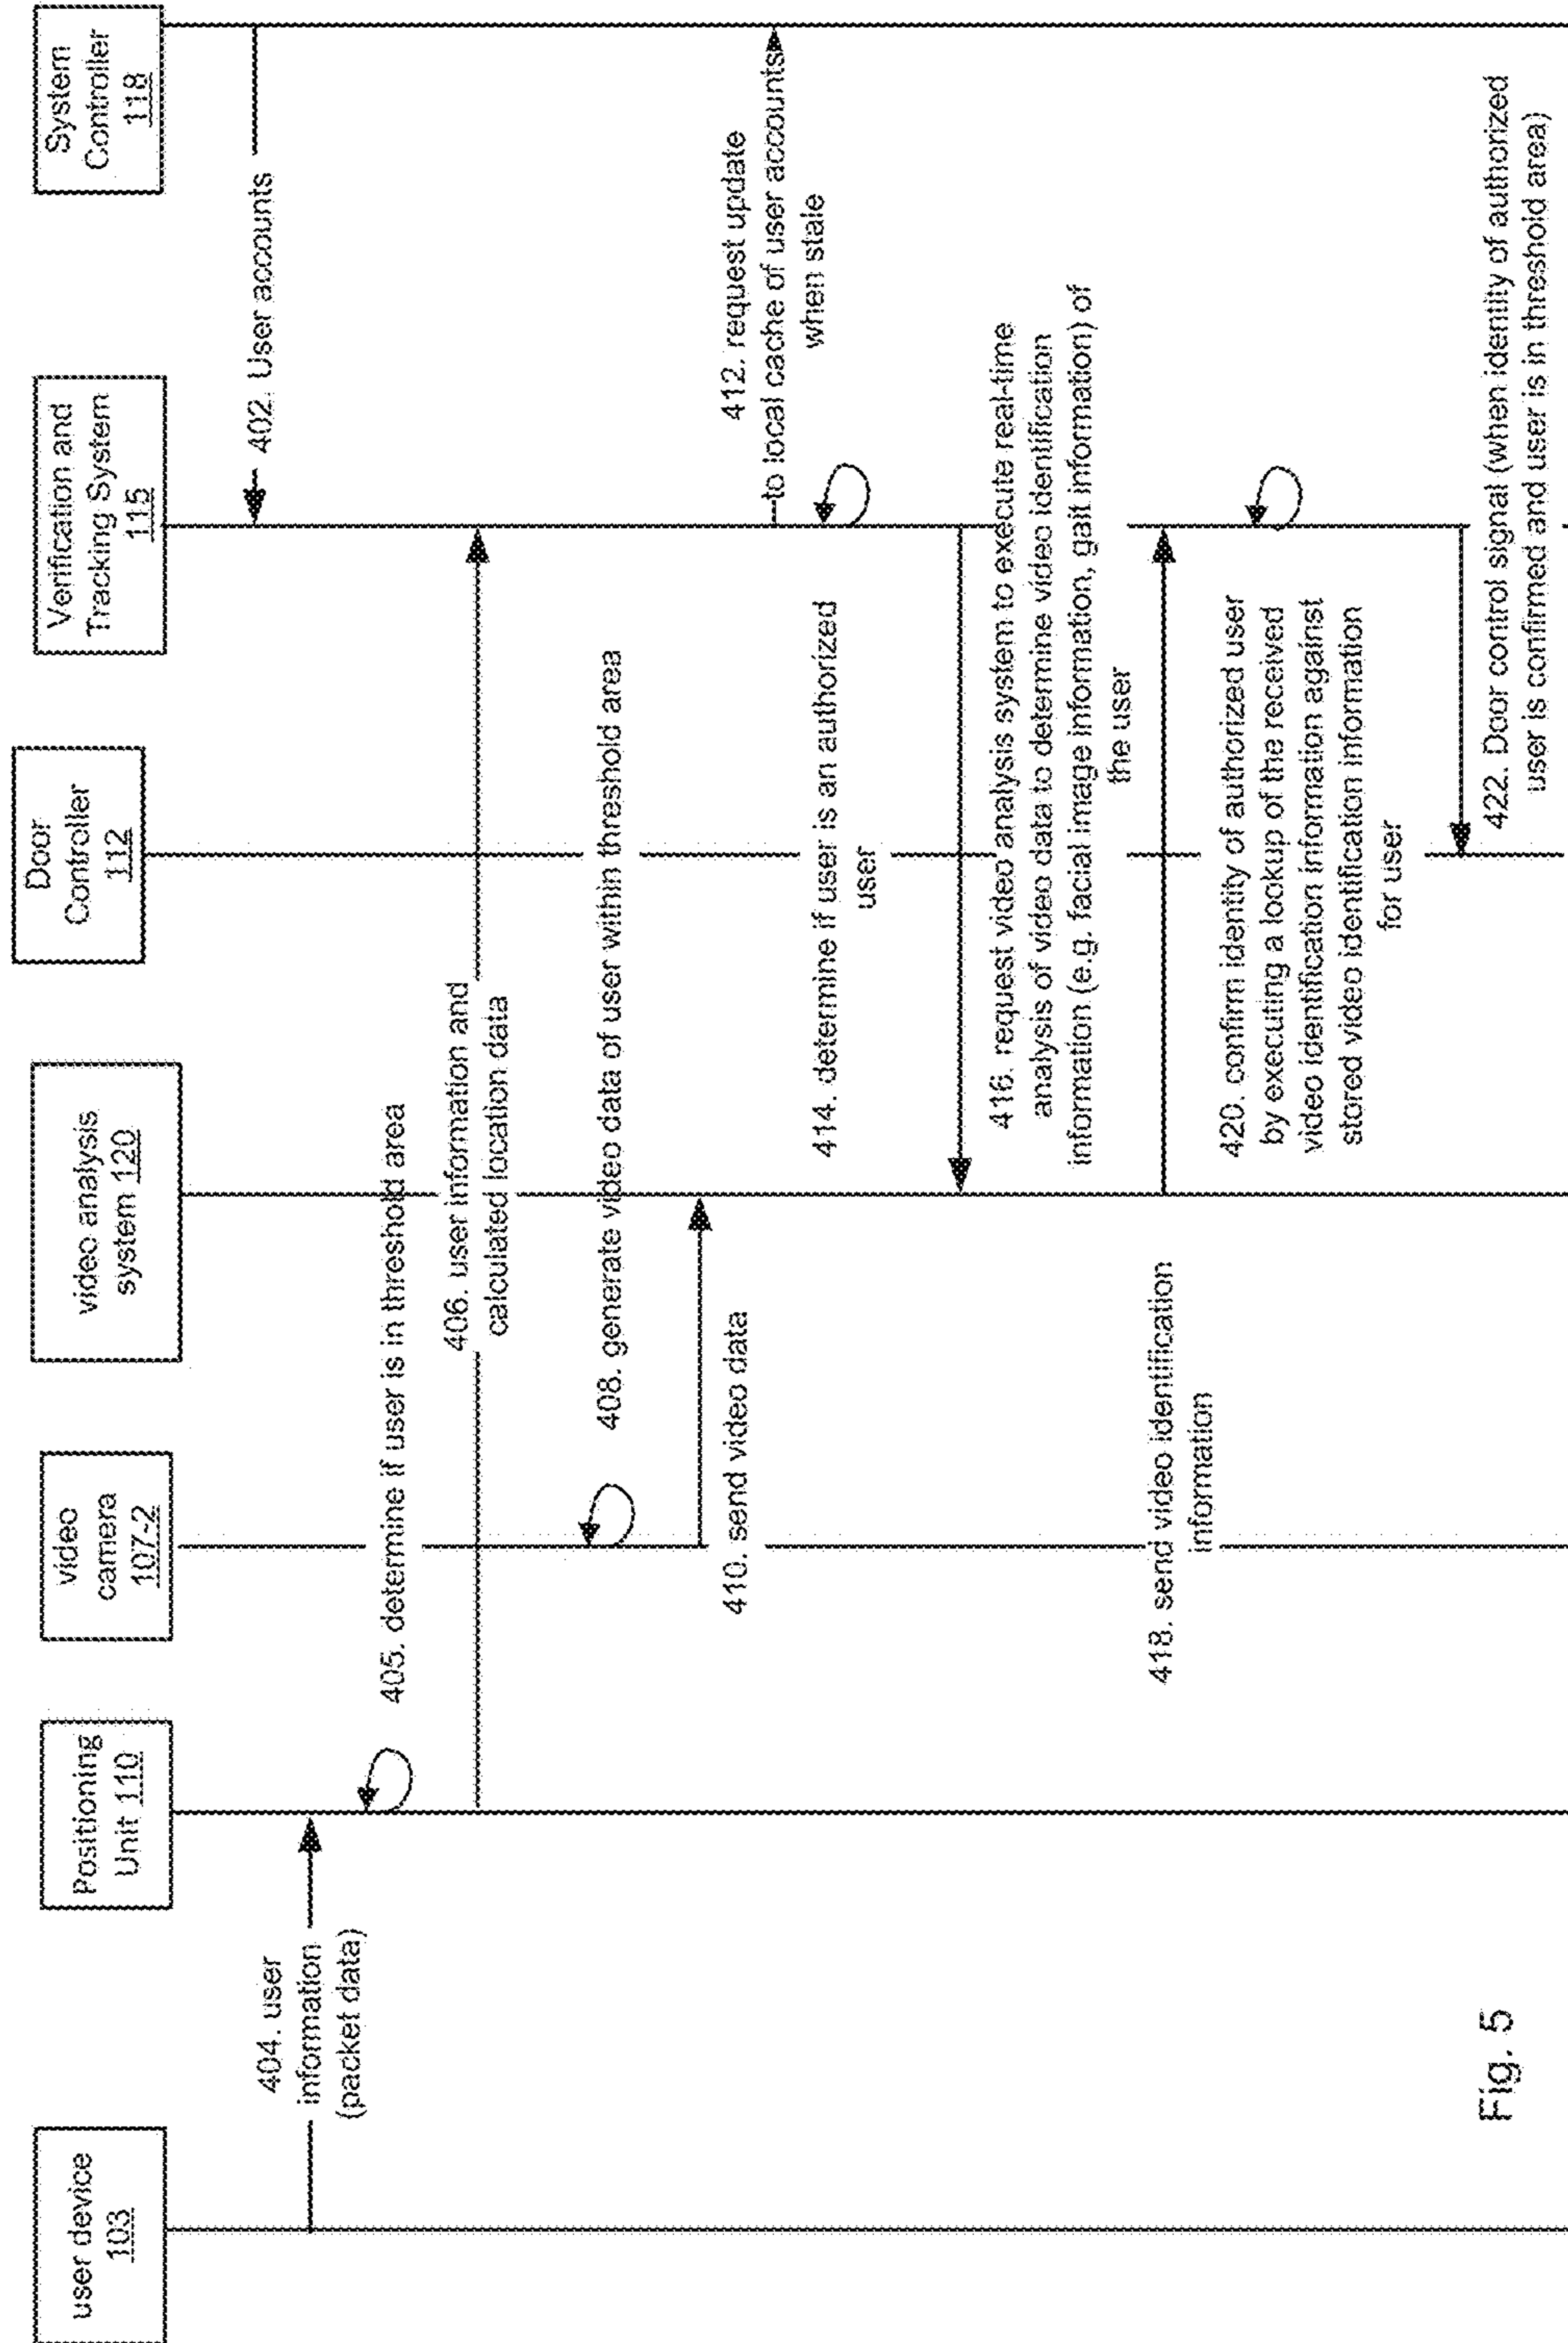 user device
103
Positioning
Unit 110
video
camera
107-2
video analysis
system 120
Door
Controller
112
Verification and
Tracking System
115
System
Controller
118
402. User accounts
404. user
information
(packet data)
405. determine if user is in threshold area
406. user information and
calculated location data
408. generate video data of user within threshold area
410. send video data
412. request update
to local cache of user accounts
when stale
414. determine if user is an authorized
user
416. request video analysis system to execute real-time
analysis of video data to determine video identification
information (e.g. facial image information, gait information) of
the user
418. send video identification
information
420. confirm identity of authorized user
by executing a lookup of the received
video identification information against
stored video identification information
for user
422. Door control signal (when identity of authorized
user is confirmed and user is in threshold area)
Fig. 5